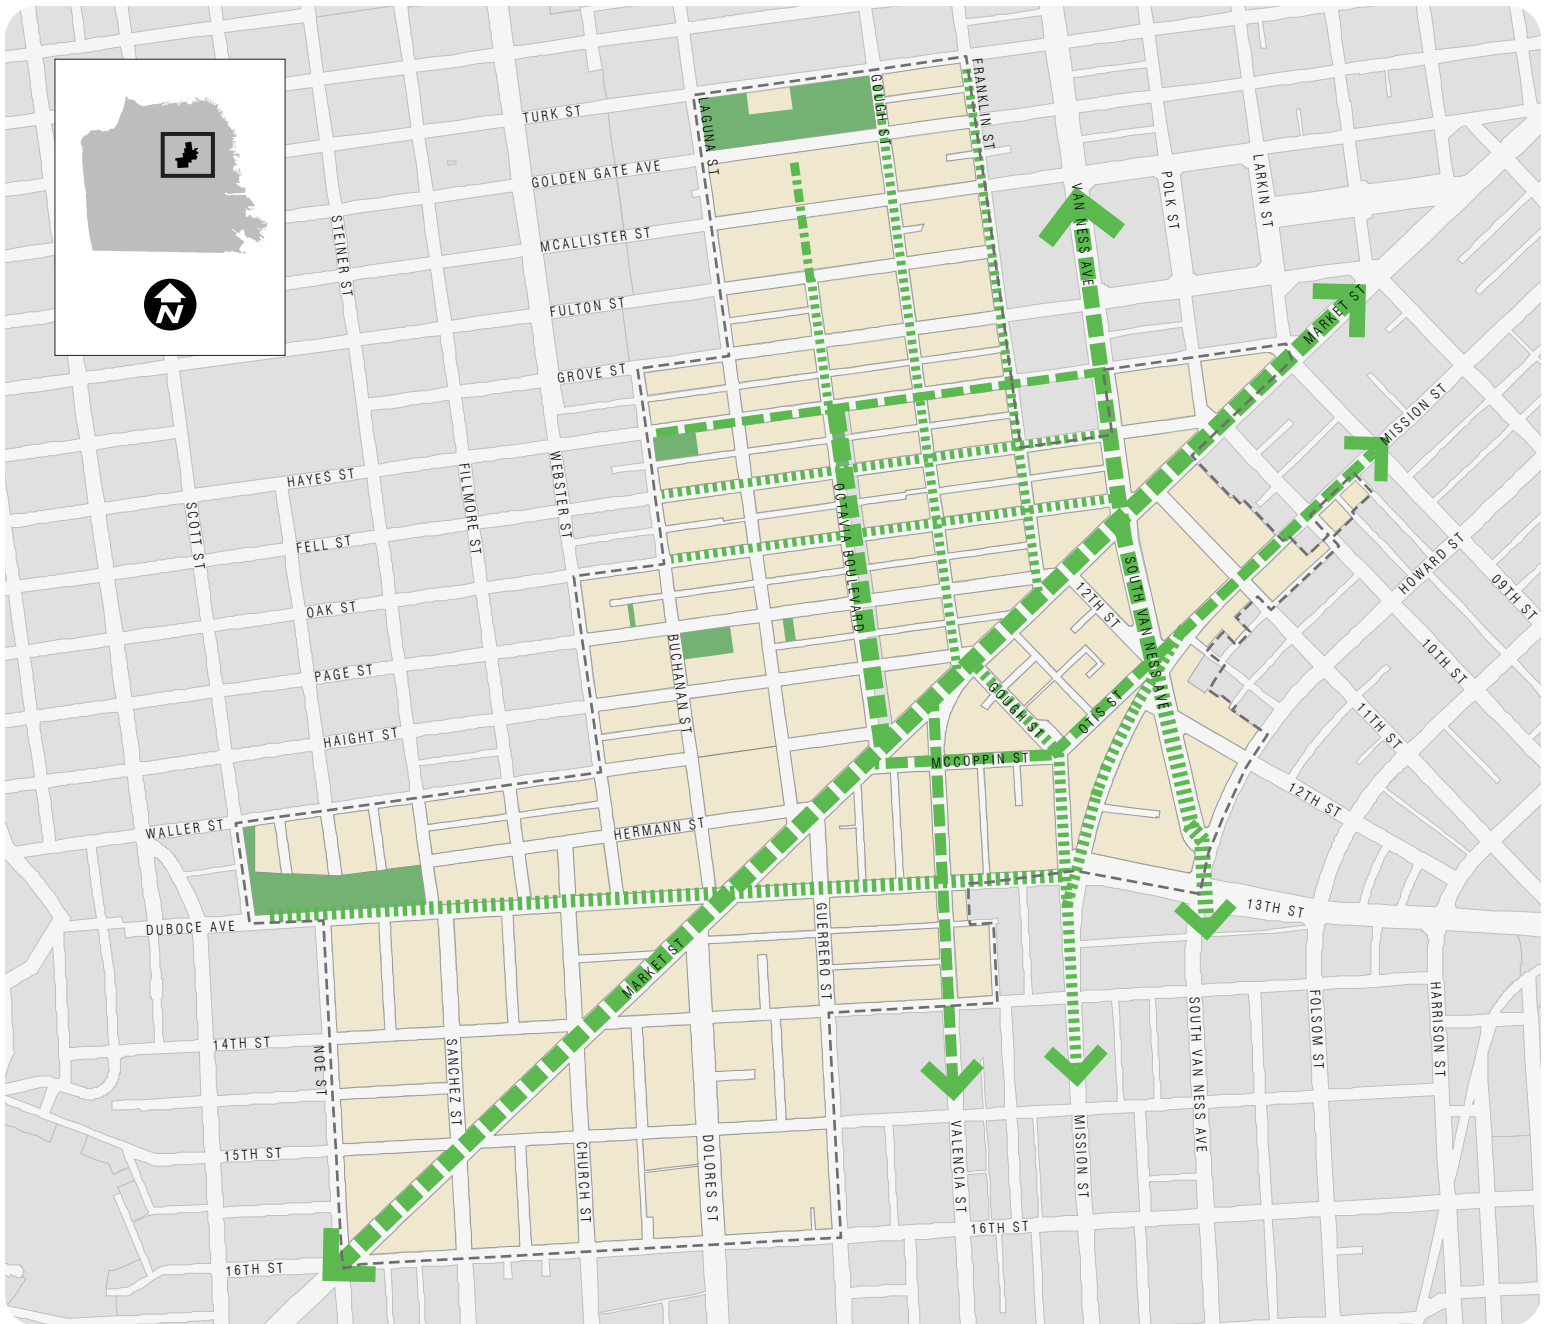 N
TURK ST
GOLDEN GATE AVE
MCALLISTER ST
FULTON ST
GROVE ST
HAYES ST
FELL ST
OAK ST
PAGE ST
HAIGHT ST
WALLER ST
HERMANN ST
DUBOCE AVE
14TH ST
15TH ST
16TH ST
SCOTT ST
STEINER ST
FILLMORE ST
WEBSTER ST
BUCHANAN ST
LAGUNA ST
GOUGH ST
FRANKLIN ST
VAN NESS AVE
POLK ST
LARKIN ST
MARKET ST
MISSION ST
HOWARD ST
09TH ST
10TH ST
11TH ST
12TH ST
12TH ST
SOUTH VAN NESS AVE
OCTAVIA BOULEVARD
GOUGH ST
OTIS ST
MCCOPPIN ST
13TH ST
MARKET ST
NOE ST
SANCHEZ ST
CHURCH ST
DOLORES ST
GUERRERO ST
VALENCIA ST
MISSION ST
SOUTH VAN NESS AVE
FOLSOM ST
HARRISON ST
16TH ST